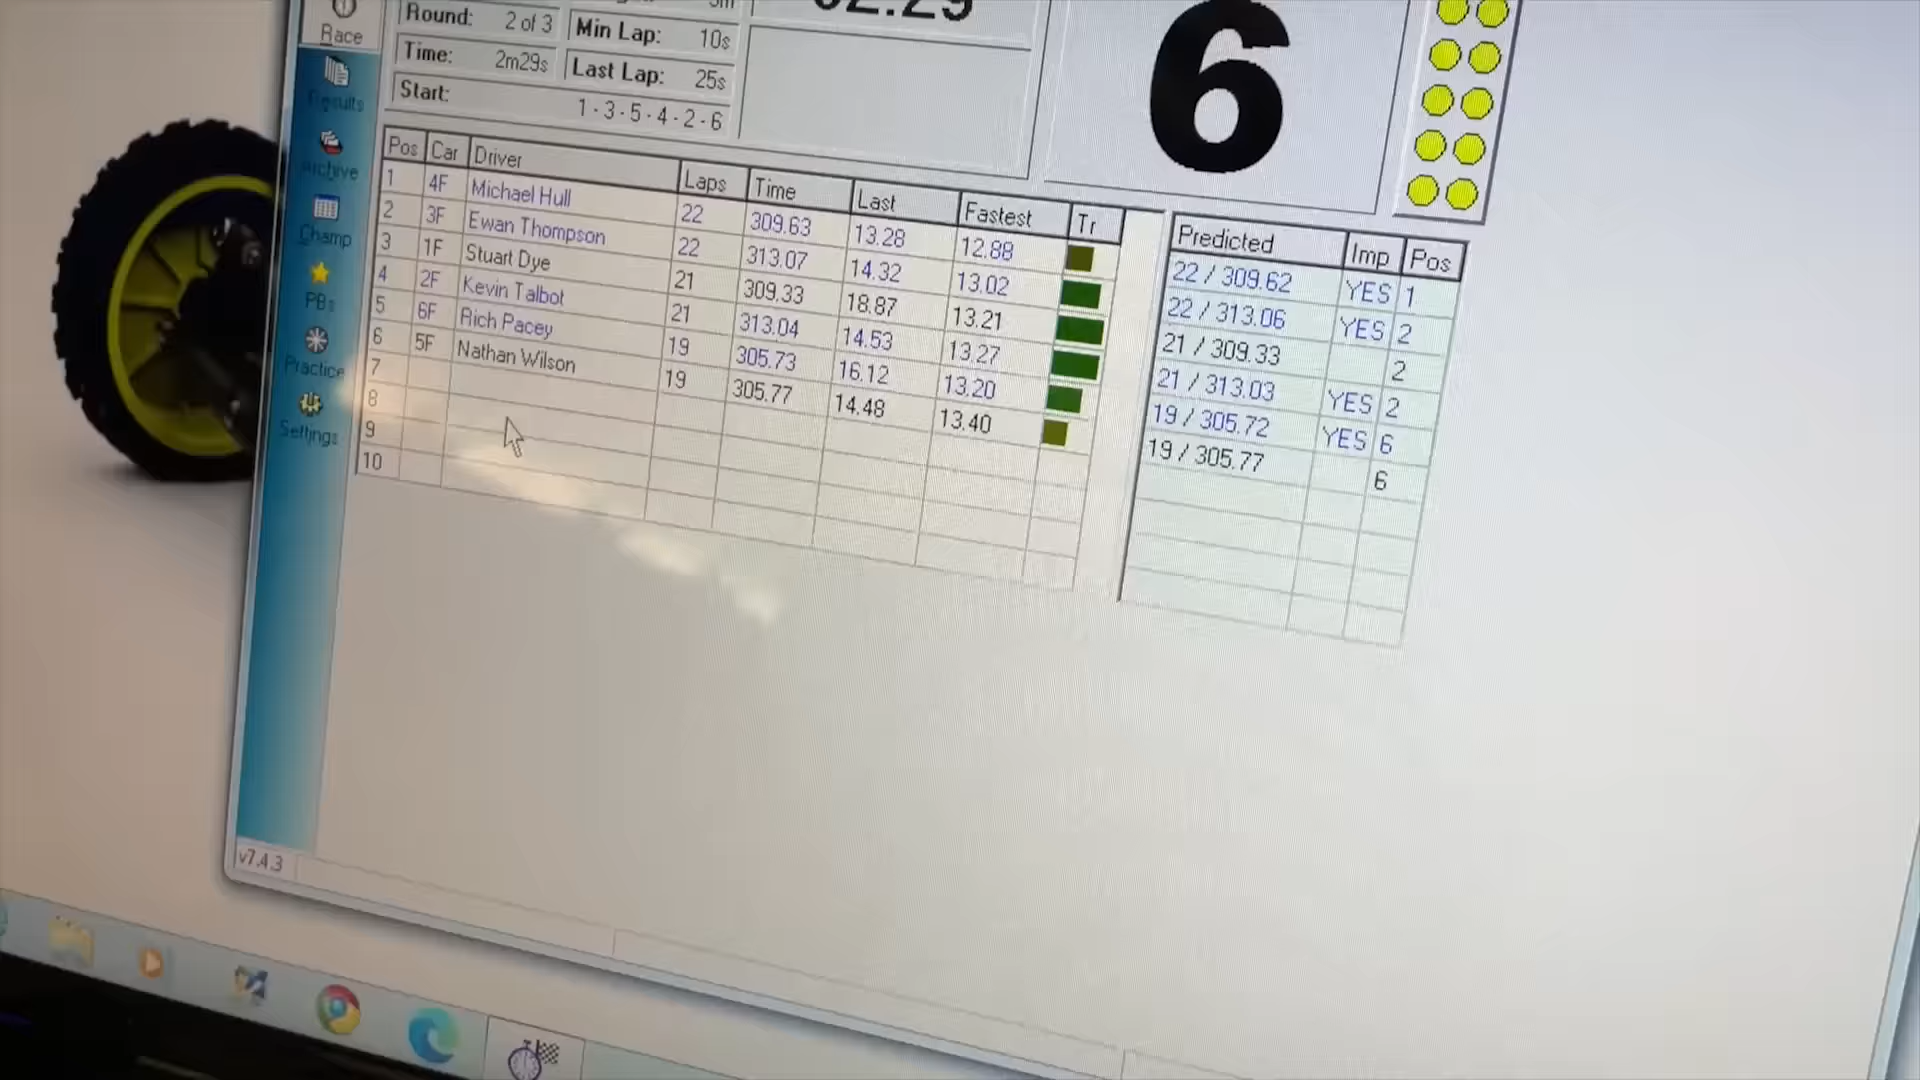 02:29
6
Race
Results
Archive
Champ
PBs
Practice
Settings
Round: 2 of 3
Min Lap: 10s
Time: 2m29s
Last Lap: 25s
Start: 1 - 3 - 5 - 4 - 2 - 6
Pos Car Driver Laps Time Last Fastest Tr
1 4F Michael Hull 22 309.63 13.28 12.88
2 3F Ewan Thompson 22 313.07 14.32 13.02
3 1F Stuart Dye 21 309.33 18.87 13.21
4 2F Kevin Talbot 21 313.04 14.53 13.27
5 6F Rich Pacey 19 305.73 16.12 13.20
6 5F Nathan Wilson 19 305.77 14.48 13.40
7
8
9
10
Predicted Imp Pos
22 / 309.62 YES 1
22 / 313.06 YES 2
21 / 309.33 2
21 / 313.03 YES 2
19 / 305.72 YES 6
19 / 305.77 6
v7.4.3